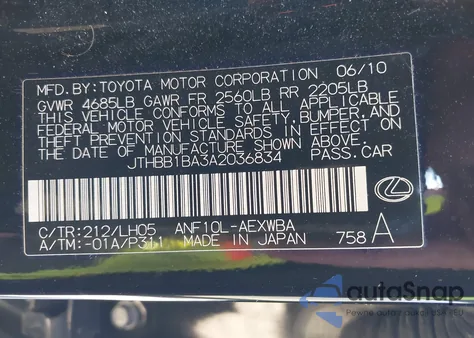 MFD. BY: TOYOTA MOTOR CORPORATION 06/10
GVWR 4685LB GAWR FR 2560LB RR 2205LB
THIS VEHICLE CONFORMS TO ALL APPLICABLE
FEDERAL MOTOR VEHICLE SAFETY, BUMPER, AND
THEFT PREVENTION STANDARDS IN EFFECT ON
THE DATE OF MANUFACTURE SHOWN ABOVE.
JTHBB1BA3A2036834 PASS. CAR
C/TR: 212/LH05 ANF10L-AEXWBA
A/TM: -01A/P311 MADE IN JAPAN 758 A
autoSnap
Pewne auta